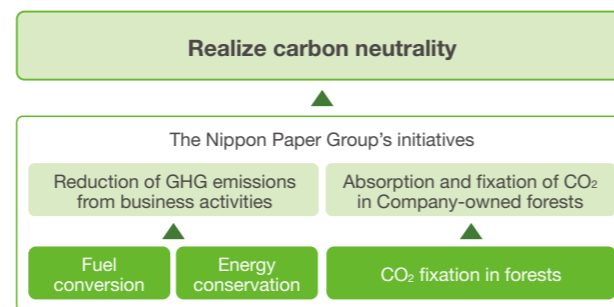 Realize carbon neutrality
The Nippon Paper Group’s initiatives
Reduction of GHG emissions
from business activities
Absorption and fixation of CO₂
in Company-owned forests
Fuel
conversion
Energy
conservation
CO₂ fixation in forests